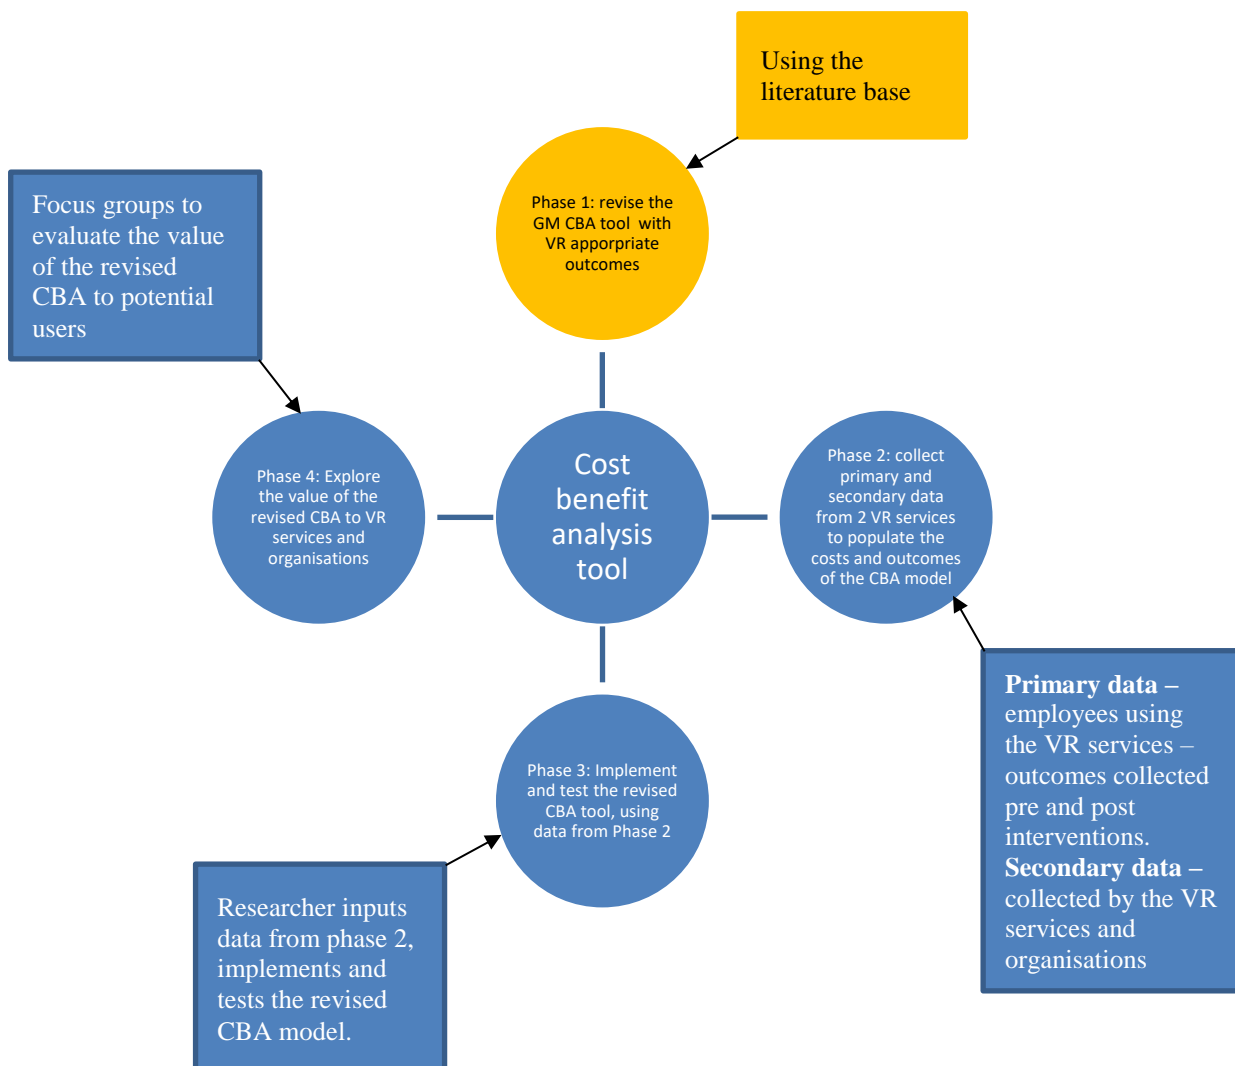 Using the
literature base
Phase 1: revise the
GM CBA tool with
VR apporpriate
outcomes
Focus groups to
evaluate the value
of the revised
CBA to potential
users
Phase 4: Explore
the value of the
revised CBA to VR
services and
organisations
Cost
benefit
analysis
tool
Phase 2: collect
primary and
secondary data
from 2 VR services
to populate the
costs and outcomes
of the CBA model
Primary data –
employees using
the VR services –
outcomes collected
pre and post
interventions.
Secondary data –
collected by the VR
services and
organisations
Phase 3: Implement
and test the revised
CBA tool, using
data from Phase 2
Researcher inputs
data from phase 2,
implements and
tests the revised
CBA model.